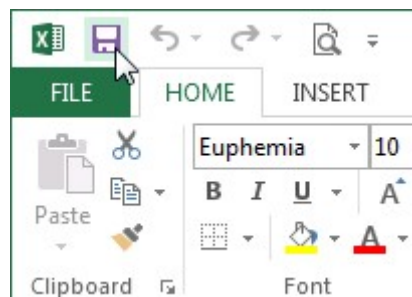 FILE HOME INSERT
Euphemia 10
B I U A
Paste A
Clipboard Font